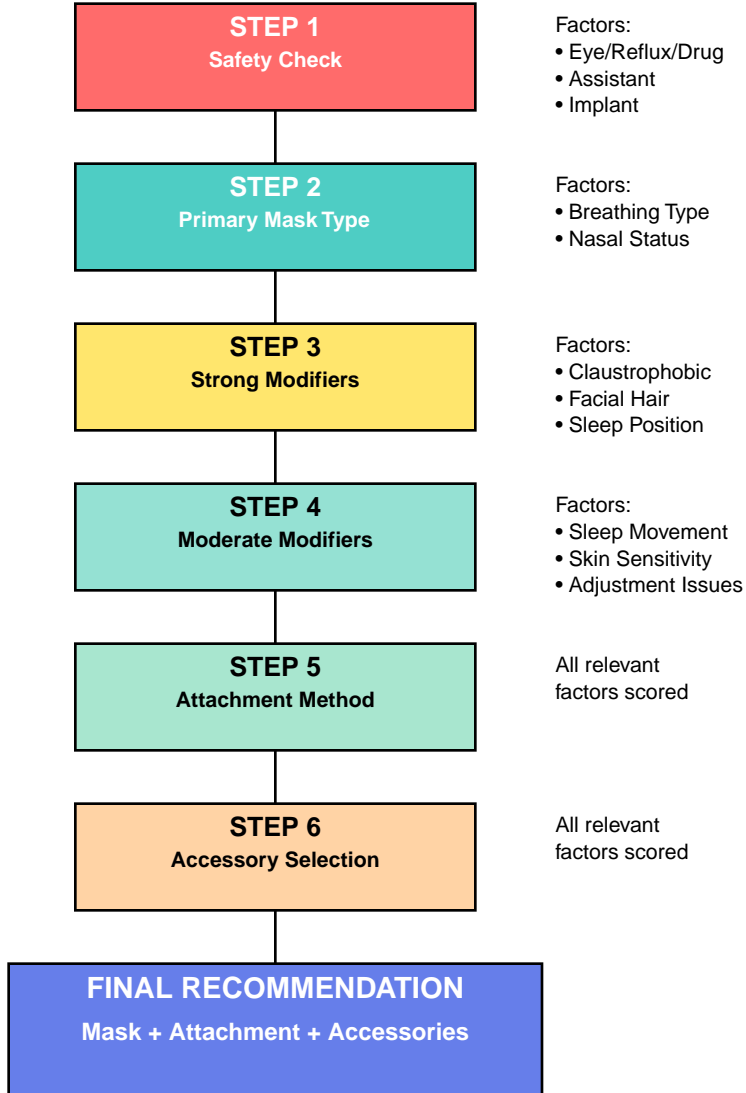 STEP 1
Safety Check
Factors:
• Eye/Reflux/Drug
• Assistant
• Implant
STEP 2
Primary Mask Type
Factors:
• Breathing Type
• Nasal Status
STEP 3
Strong Modifiers
Factors:
• Claustrophobic
• Facial Hair
• Sleep Position
STEP 4
Moderate Modifiers
Factors:
• Sleep Movement
• Skin Sensitivity
• Adjustment Issues
STEP 5
Attachment Method
All relevant
factors scored
STEP 6
Accessory Selection
All relevant
factors scored
FINAL RECOMMENDATION
Mask + Attachment + Accessories